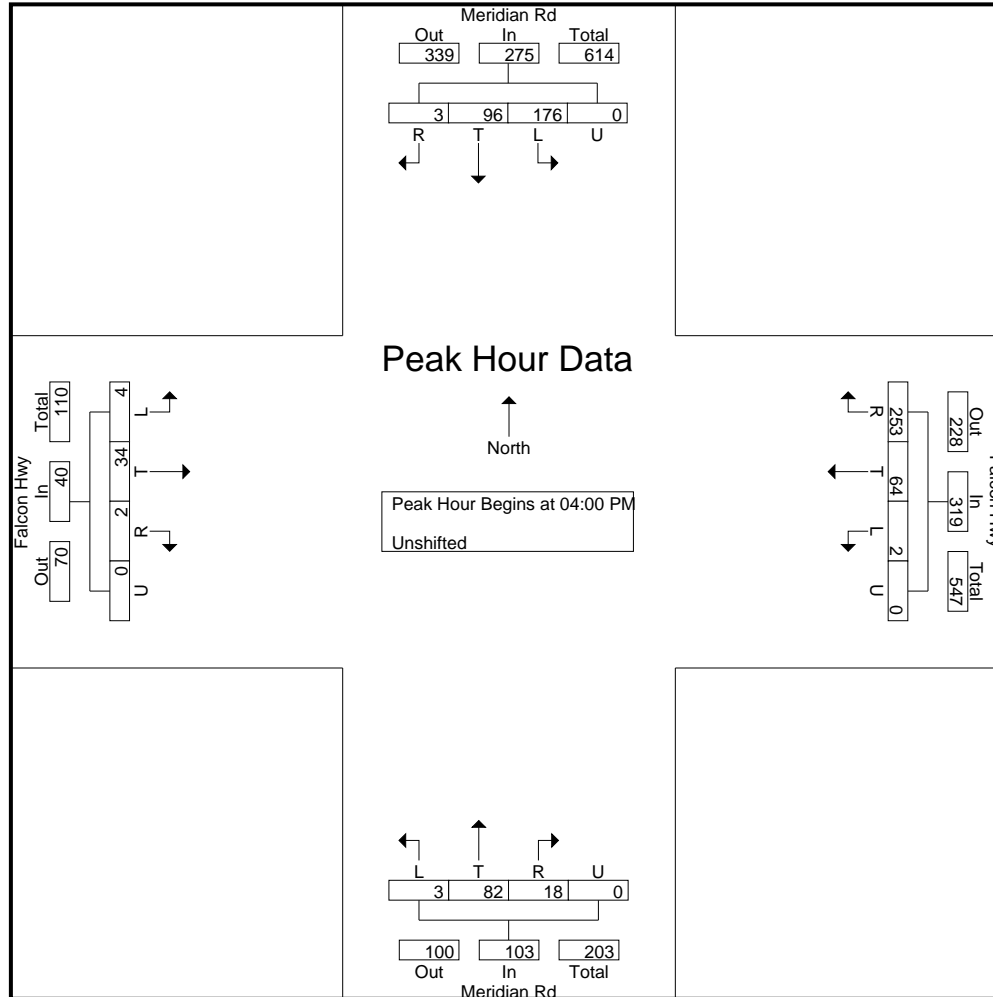 Meridian Rd
Out In Total
339 275 614
3 96 176 0
R T L U
Peak Hour Data
North
Peak Hour Begins at 04:00 PM
Unshifted
Falcon Hwy
Total In Out
110 40 70
4 34 2 0
L T R U
Out In Total
228 319 547
253 64 2 0
R T L U
L T R U
3 82 18 0
100 103 203
Out In Total
Meridian Rd